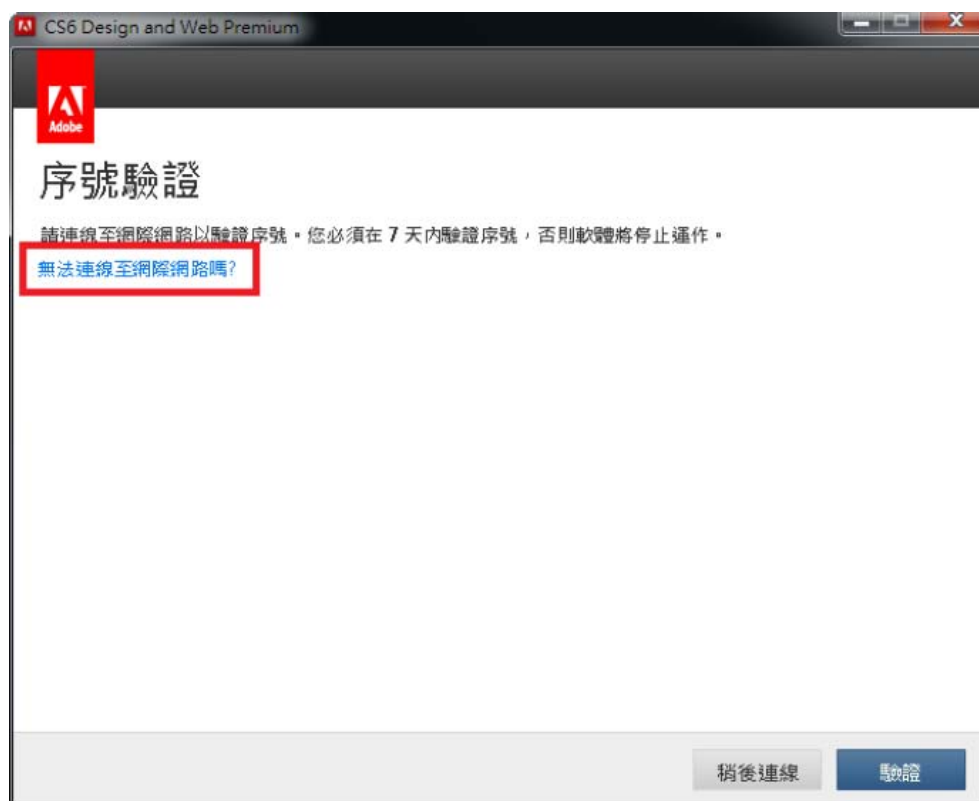 CS6 Design and Web Premium
Adobe
序號驗證
請連線至網際網路以驗證序號。您必須在 7 天內驗證序號，否則軟體將停止運作。
無法連線至網際網路嗎?
稍後連線
驗證